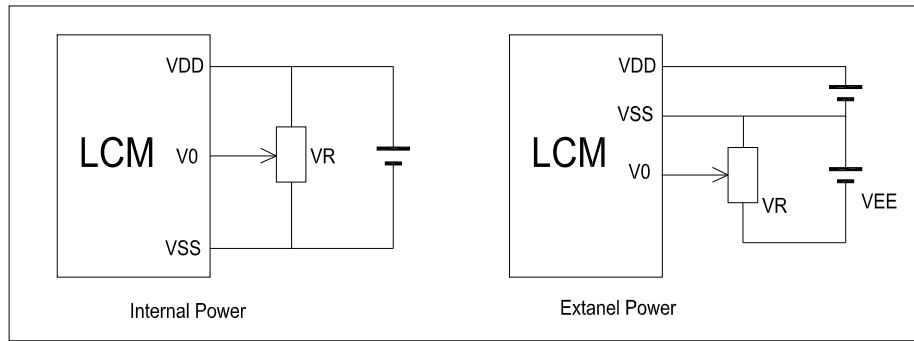 VDD
LCM
V0
VR
VSS
Internal Power
VDD
VSS
LCM
V0
VR
VEE
Extanel Power